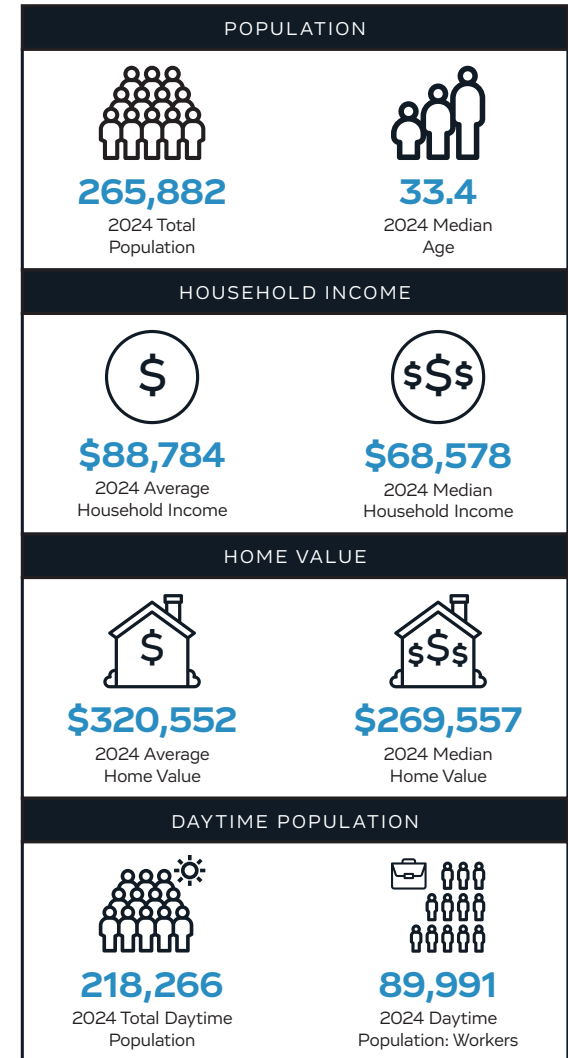 POPULATION
265,882
2024 Total
Population
33.4
2024 Median
Age
HOUSEHOLD INCOME
$
$88,784
2024 Average
Household Income
$$$
$68,578
2024 Median
Household Income
HOME VALUE
$
$320,552
2024 Average
Home Value
$$$
$269,557
2024 Median
Home Value
DAYTIME POPULATION
218,266
2024 Total Daytime
Population
89,991
2024 Daytime
Population: Workers